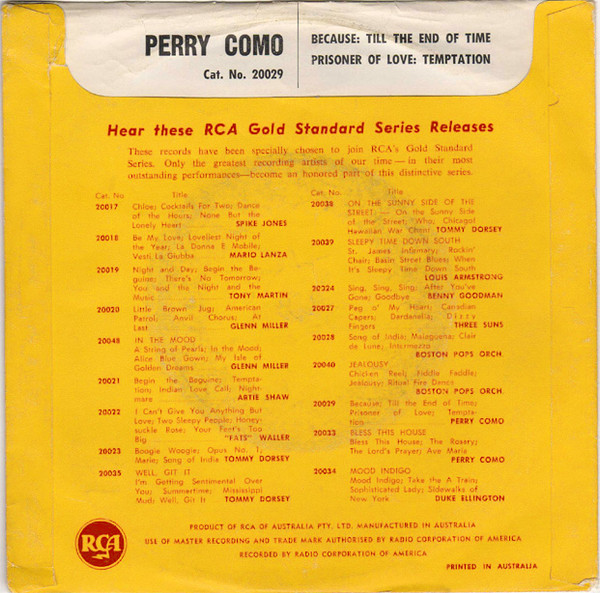 PERRY COMO
Cat. No. 20029
BECAUSE: TILL THE END OF TIME
PRISONER OF LOVE: TEMPTATION
Hear these RCA Gold Standard Series Releases
These records have been specially chosen to join RCA's Gold Standard
Series. Only the greatest recording artists of our time — in their most
outstanding performances—become an honored part of this distinctive series.
Cat. No Title
20017 Chloe; Cocktails For Two; Dance
of the Hours; None But the
Lonely Heart SPIKE JONES
20018 Be My Love; Loveliest Night of
the Year; La Donna E Mobile;
Vesti La Giubba MARIO LANZA
20019 Night and Day; Begin the Be-
guine; There's No Tomorrow;
You and the Night and the
Music TONY MARTIN
20020 Little Brown Jug; American
Patrol; Anvil Chorus; At
Last GLENN MILLER
20048 IN THE MOOD
A String of Pearls; In the Mood;
Alice Blue Gown; My Isle of
Golden Dreams GLENN MILLER
20021 Begin the Beguine; Tempta-
tion; Indian Love Call; Night-
mare ARTIE SHAW
20022 I Can't Give You Anything But
Love; Two Sleepy People; Honey-
suckle Rose; Your Feet's Too
Big "FATS" WALLER
20023 Boogie Woogie; Opus No. 1;
Marie; Song of India TOMMY DORSEY
20035 WELL, GIT IT
I'm Getting Sentimental Over
You; Summertime; Mississippi
Mud; Well, Git It TOMMY DORSEY
Cat. No. Title
20038 ON THE SUNNY SIDE OF THE
STREET — On the Sunny Side
of the Street; Who; Chicago;
Hawaiian War Chant TOMMY DORSEY
20039 SLEEPY TIME DOWN SOUTH
St. James Infirmary; Rockin'
Chair; Basin Street Blues; When
It's Sleepy Time Down South
LOUIS ARMSTRONG
20024 Sing, Sing, Sing; After You've
Gone; Goodbye BENNY GOODMAN
20027 Peg o' My Heart; Canadian
Capers; Dardanella; Dizzy
Fingers THREE SUNS
20028 Song of India; Malaguena; Clair
de Lune; Intermezzo
BOSTON POPS ORCH.
20040 JEALOUSY
Chicken Reel; Fiddle Faddle;
Jealousy; Ritual Fire Dance
BOSTON POPS ORCH.
20029 Because; Till the End of Time;
Prisoner of Love; Tempta-
tion PERRY COMO
20033 BLESS THIS HOUSE
Bless This House; The Rosary;
The Lord's Prayer; Ave Maria
PERRY COMO
20034 MOOD INDIGO
Mood Indigo; Take the A Train;
Sophisticated Lady; Sidewalks of
New York DUKE ELLINGTON
RCA
PRODUCT OF RCA OF AUSTRALIA PTY. LTD. MANUFACTURED IN AUSTRALIA
USE OF MASTER RECORDING AND TRADE MARK AUTHORISED BY RADIO CORPORATION OF AMERICA
RECORDED BY RADIO CORPORATION OF AMERICA
PRINTED IN AUSTRALIA